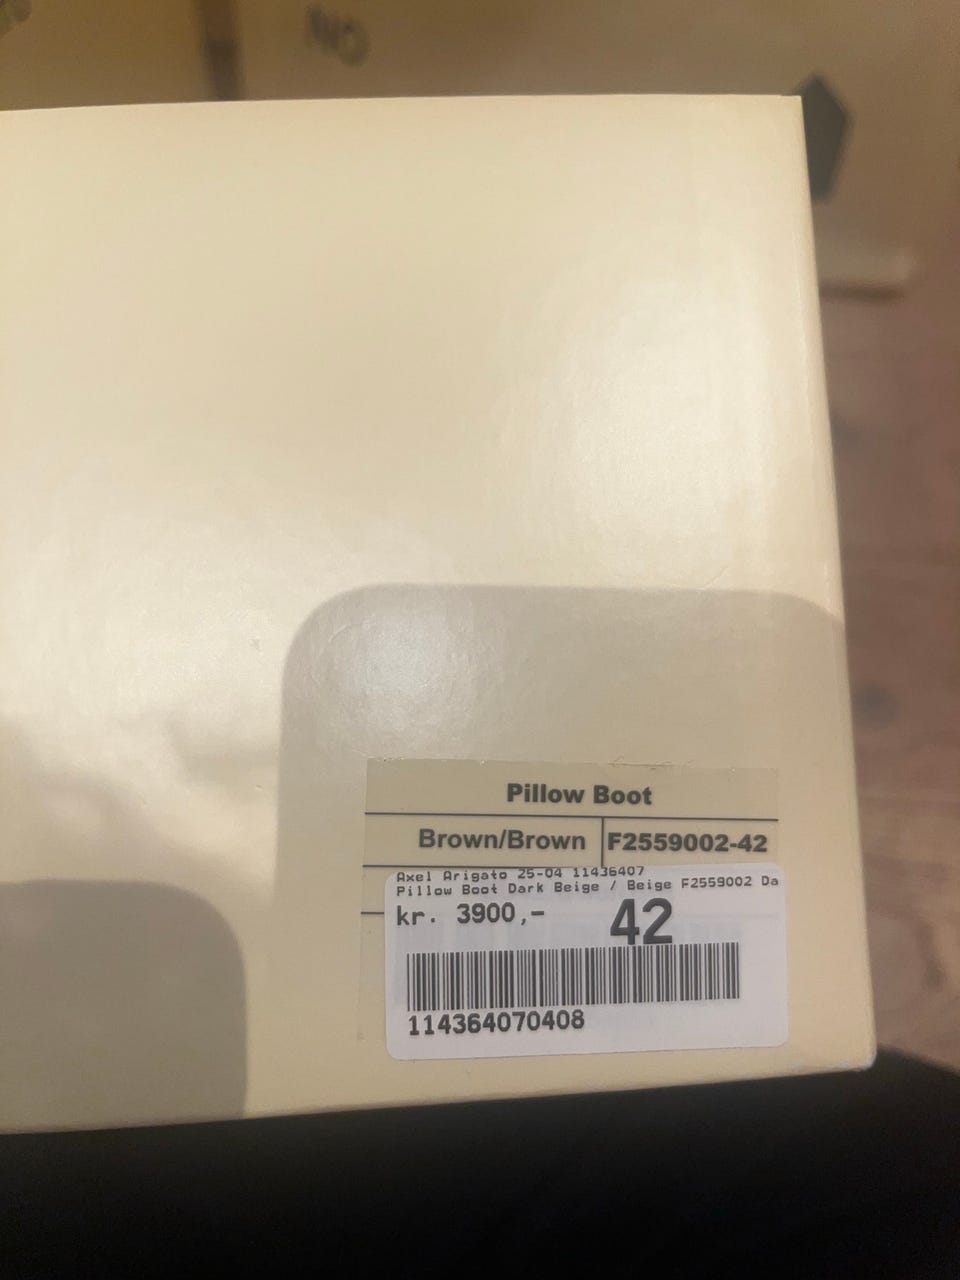 Pillow Boot
Brown/Brown F2559002-42
Axel Arigato 25-04 11436407
Pillow Boot Dark Beige / Beige F2559002 Da
kr. 3900,- 42
114364070408